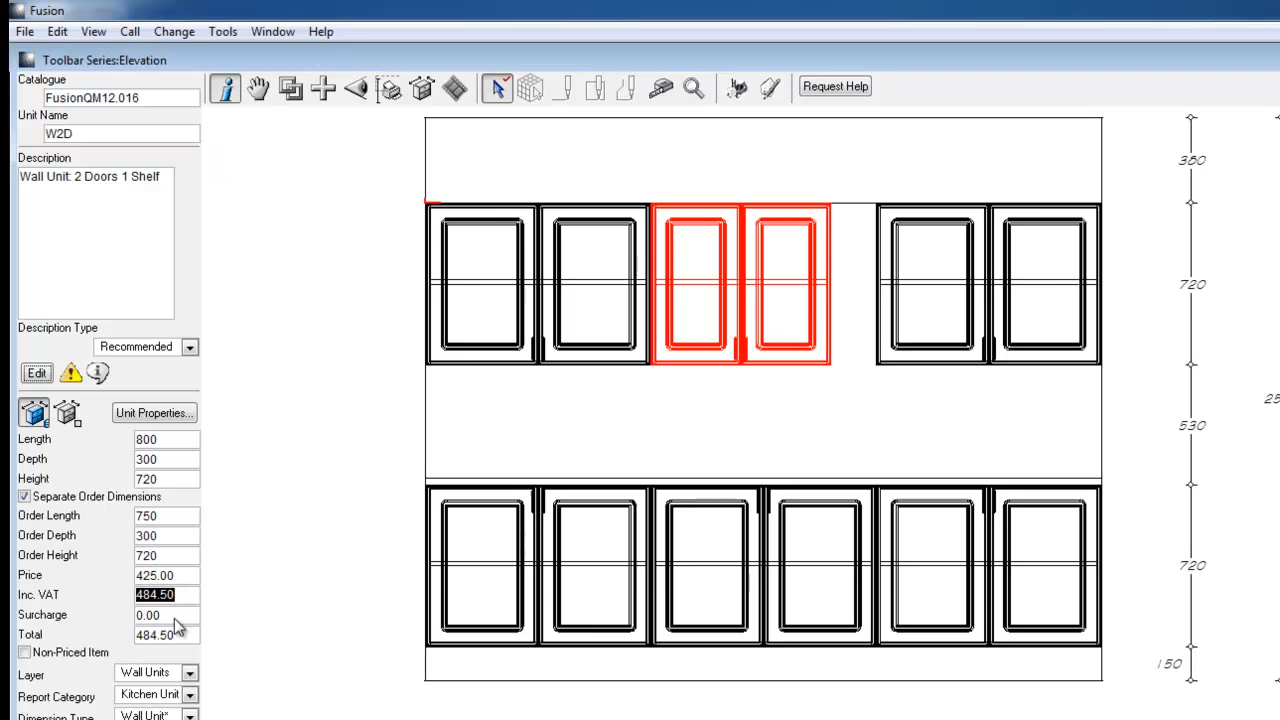 Fusion
File Edit View Call Change Tools Window Help
Toolbar Series:Elevation
Catalogue
FusionQM12.016
Unit Name
W2D
Description
Wall Unit: 2 Doors 1 Shelf
Description Type
Recommended
Edit
Unit Properties...
Length 800
Depth 300
Height 720
Separate Order Dimensions
Order Length 750
Order Depth 300
Order Height 720
Price 425.00
Inc. VAT 484.50
Surcharge 0.00
Total 484.50
Non-Priced Item
Layer Wall Units
Report Category Kitchen Unit
Dimension Type Wall Unit*
Request Help
350
720
530
720
150
25